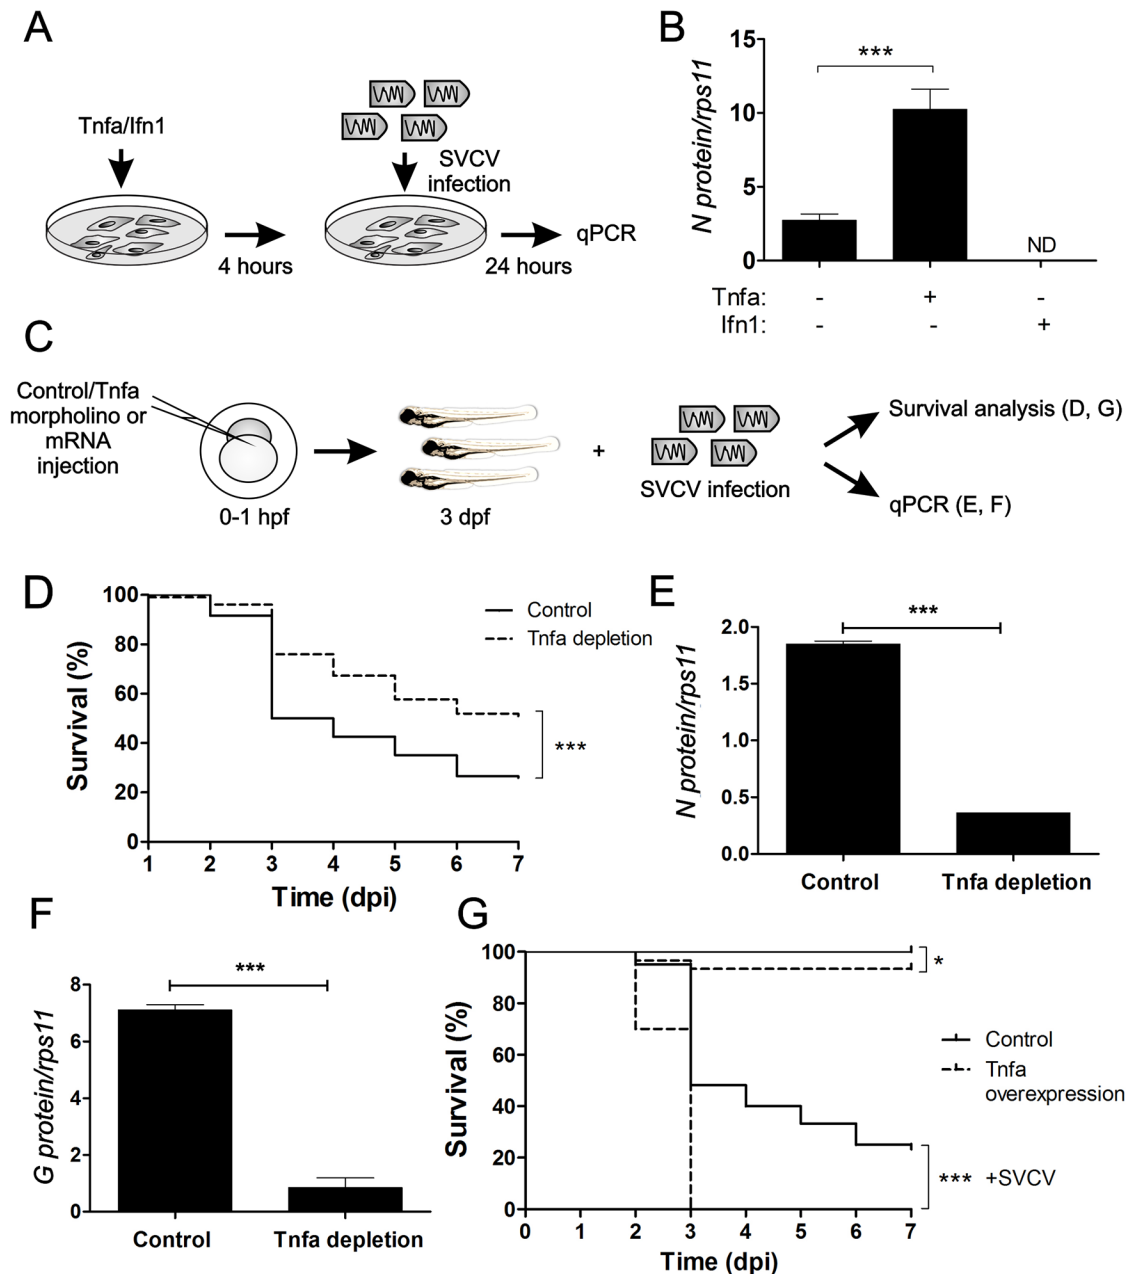 A
Tnfa/Ifn1
4 hours
SVCV
infection
24 hours
qPCR
B
N protein/rps11
15
10
5
0
***
ND
Tnfa: - + -
Ifn1: - - +
C
Control/Tnfa
morpholino or
mRNA
injection
0-1 hpf
3 dpf
+
SVCV infection
Survival analysis (D, G)
qPCR (E, F)
D
Survival (%)
100
80
60
40
20
0
1 2 3 4 5 6 7
Time (dpi)
Control
Tnfa depletion
***
E
N protein/rps11
2.0
1.5
1.0
0.5
0.0
***
Control Tnfa depletion
F
G protein/rps11
8
6
4
2
0
***
Control Tnfa depletion
G
Survival (%)
100
80
60
40
20
0
0 1 2 3 4 5 6 7
Time (dpi)
*
Control
Tnfa
overexpression
*** +SVCV